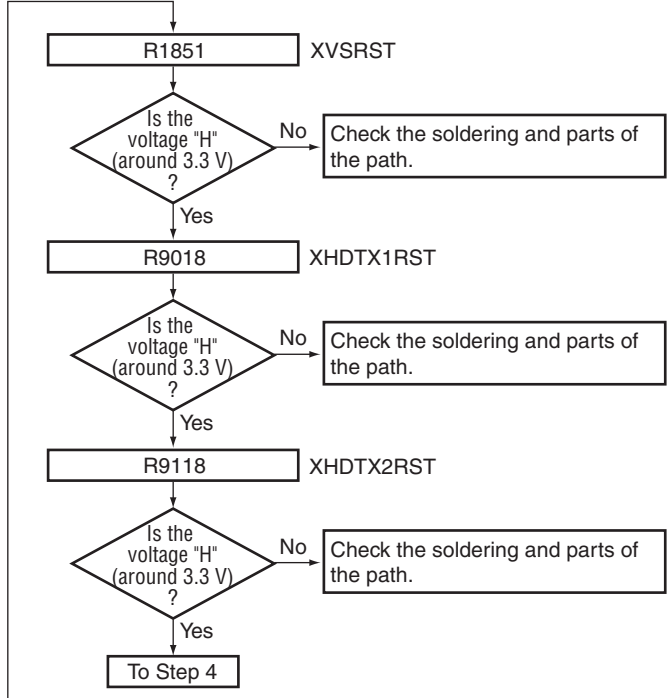 R1851 XVSRST
Is the
voltage "H"
(around 3.3 V)
?
No
Check the soldering and parts of
the path.
Yes
R9018 XHDTX1RST
Is the
voltage "H"
(around 3.3 V)
?
No
Check the soldering and parts of
the path.
Yes
R9118 XHDTX2RST
Is the
voltage "H"
(around 3.3 V)
?
No
Check the soldering and parts of
the path.
Yes
To Step 4